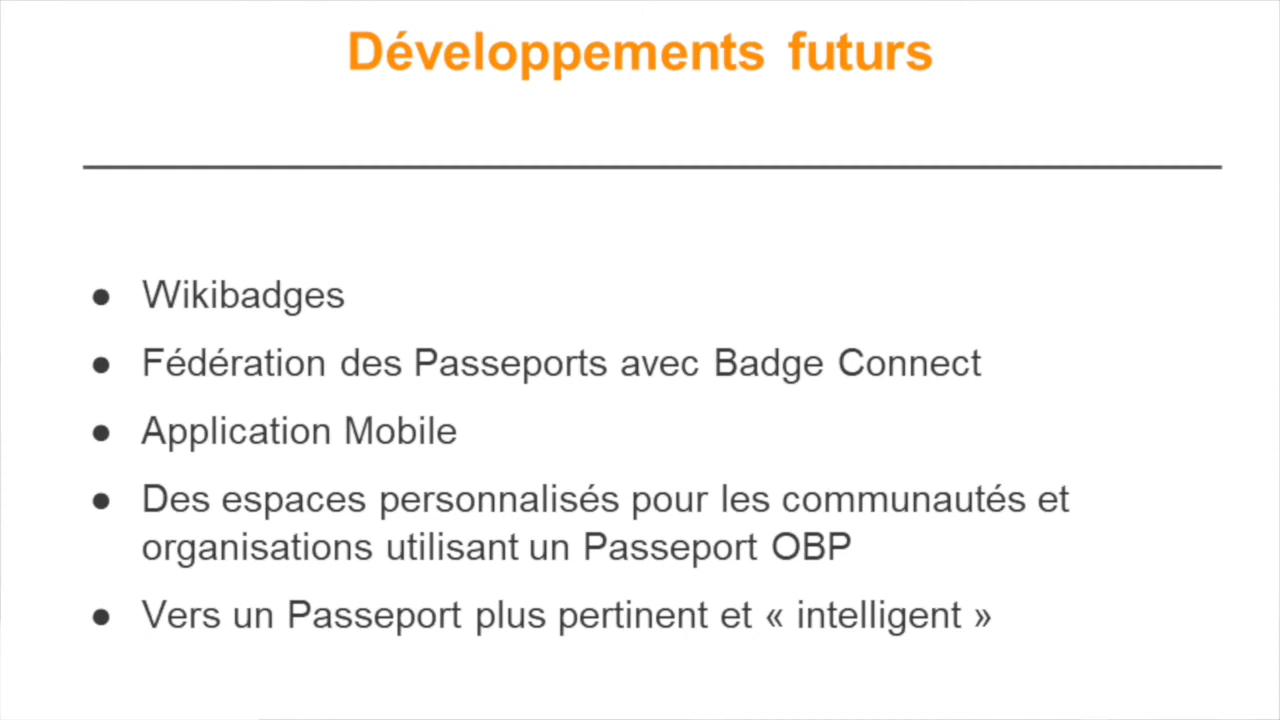 Développements futurs
● Wikibadges
● Fédération des Passeports avec Badge Connect
● Application Mobile
● Des espaces personnalisés pour les communautés et
organisations utilisant un Passeport OBP
● Vers un Passeport plus pertinent et « intelligent »